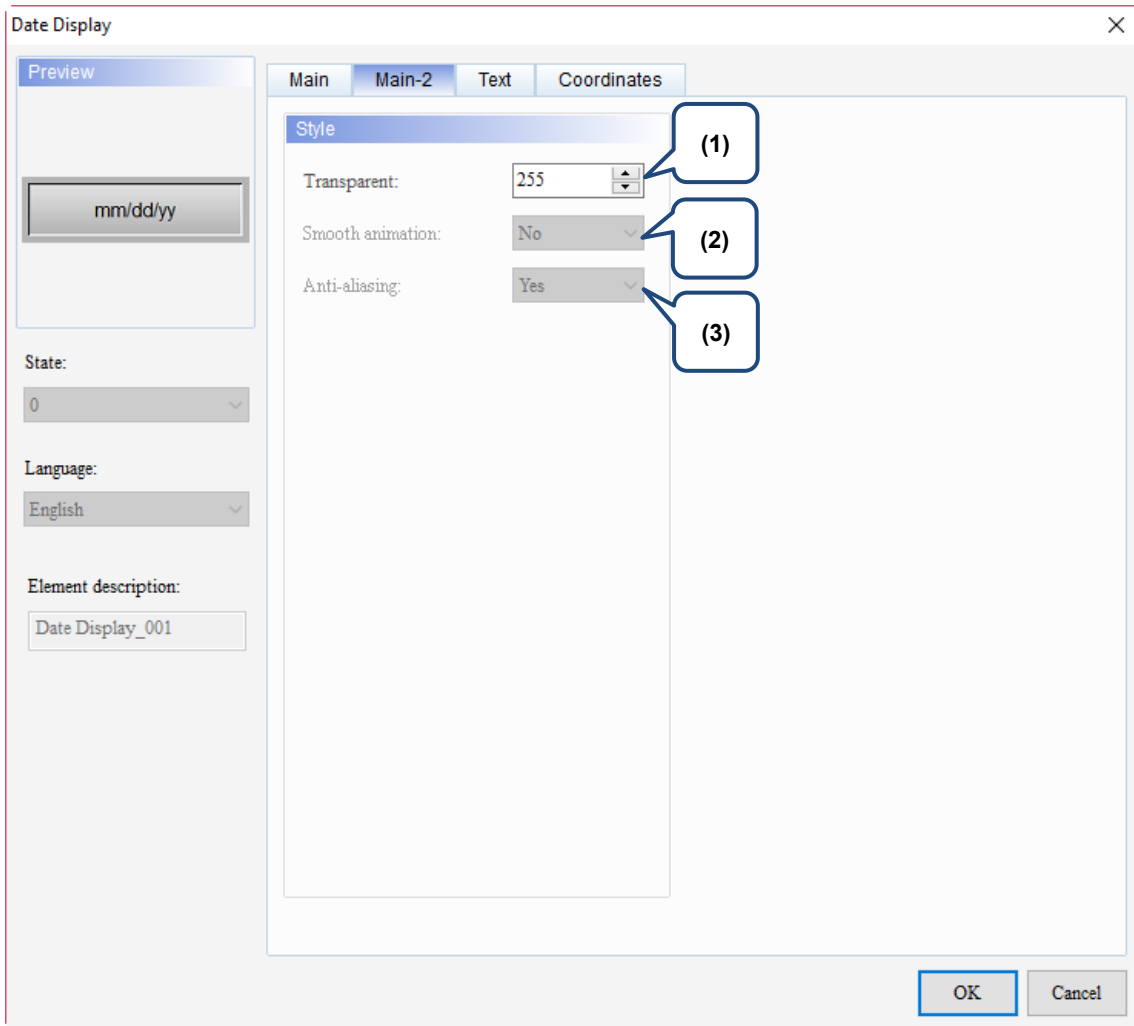 Date Display
Preview
mm/dd/yy
State:
0
Language:
English
Element description:
Date Display_001
Main Main-2 Text Coordinates
Style
Transparent: 255
Smooth animation: No
Anti-aliasing: Yes
(1)
(2)
(3)
OK Cancel